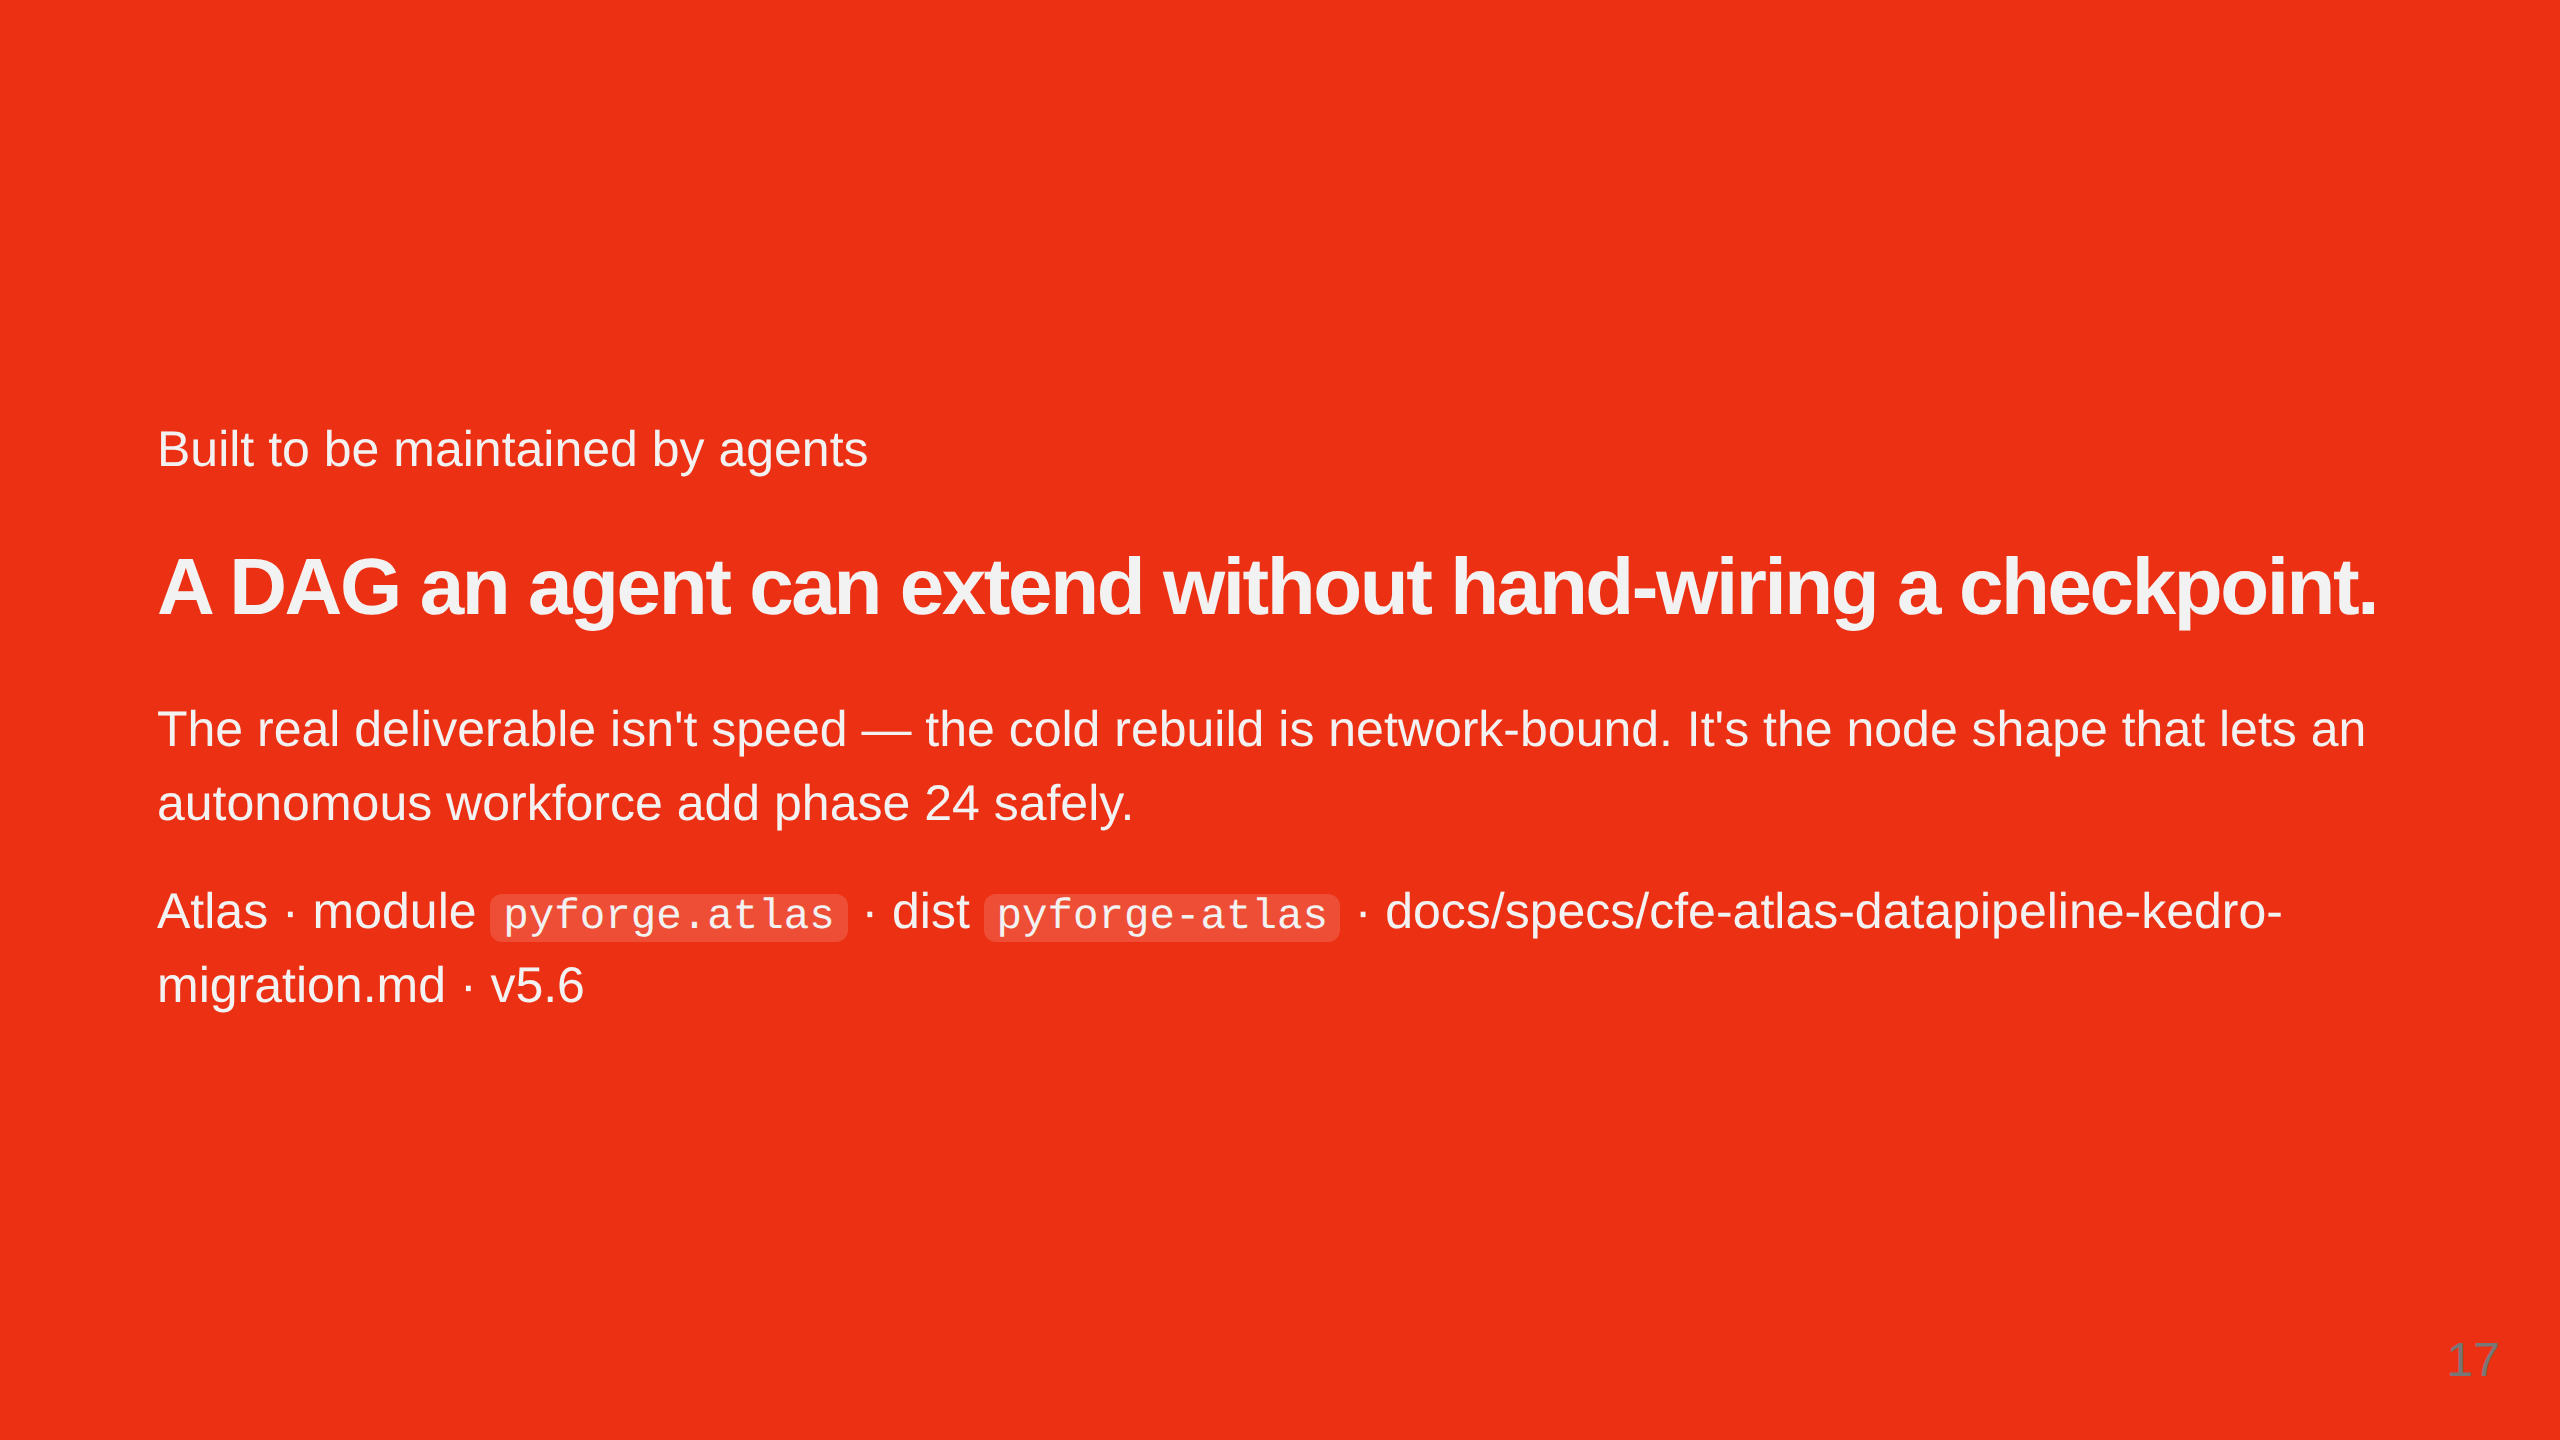 Built to be maintained by agents
A DAG an agent can extend without hand-wiring a checkpoint.
The real deliverable isn't speed — the cold rebuild is network-bound. It's the node shape that lets an
autonomous workforce add phase 24 safely.
Atlas · module pyforge.atlas · dist pyforge-atlas · docs/specs/cfe-atlas-datapipeline-kedro-
migration.md · v5.6
17